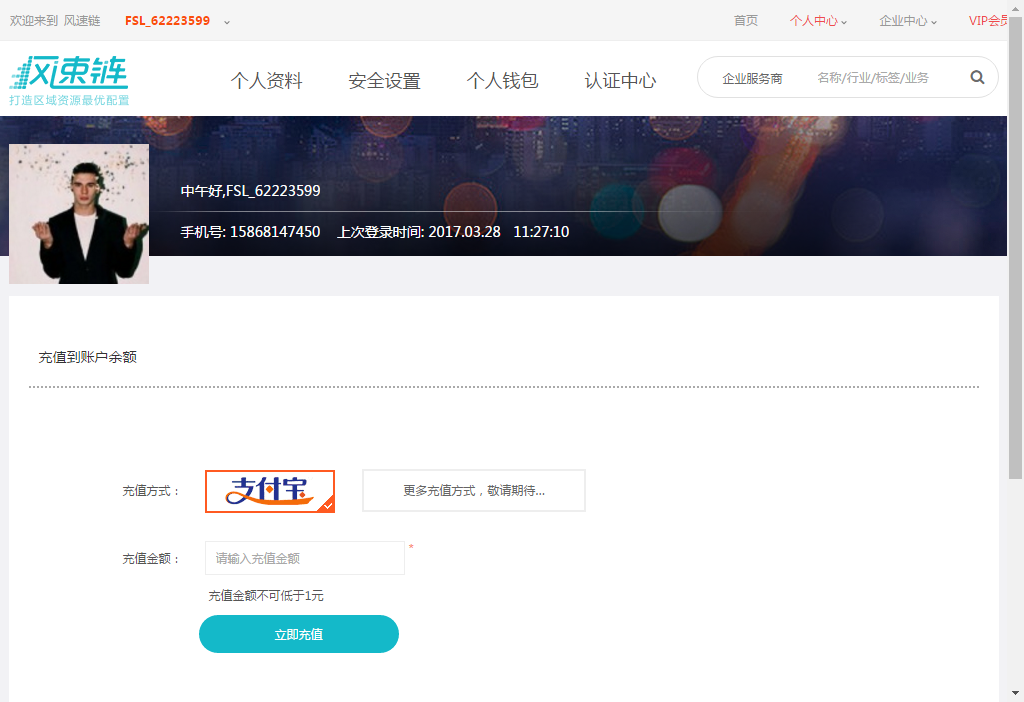 欢迎来到 风速链 FSL_62223599 首页 个人中心 企业中心 VIP会员
风速链
打造区域资源最优配置
个人资料 安全设置 个人钱包 认证中心 企业服务商 名称/行业/标签/业务
中午好,FSL_62223599
手机号: 15868147450 上次登录时间: 2017.03.28 11:27:10
充值到账户余额
充值方式： 支付宝 更多充值方式，敬请期待...
充值金额： 请输入充值金额 *
充值金额不可低于1元
立即充值